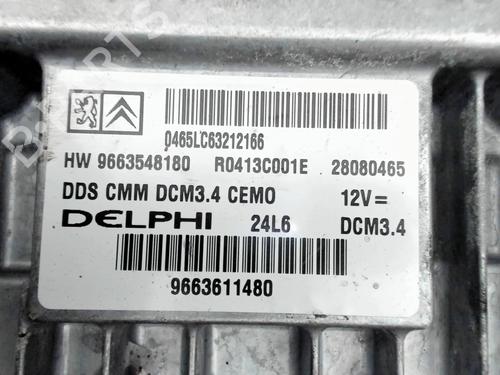 0465LC63212166
HW 9663548180 R0413C001E 28080465
DDS CMM DCM3.4 CEMO 12V =
DELPHI 24L6 DCM3.4
9663611480